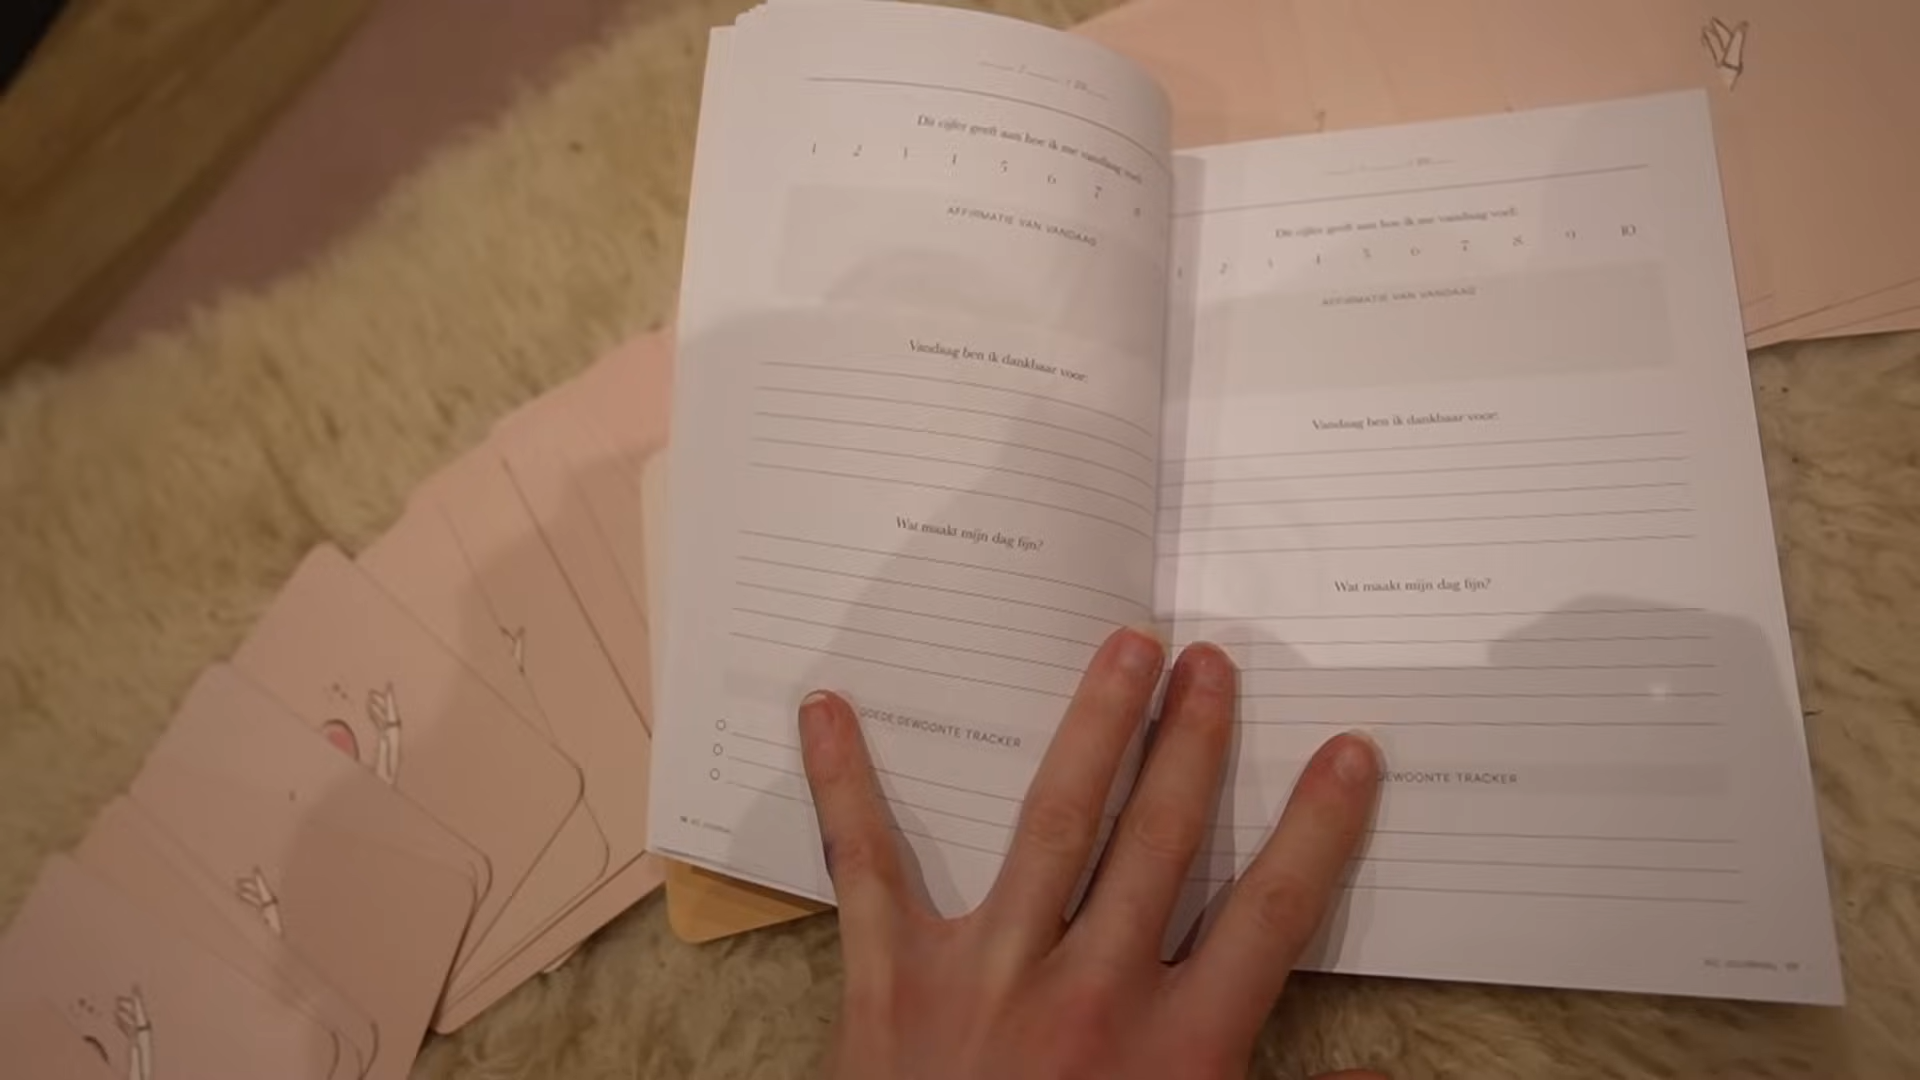 / / 20
Dit cijfer geeft aan hoe ik me vandaag voel:
1 2 3 4 5 6 7 8
AFFIRMATIE VAN VANDAAG
Vandaag ben ik dankbaar voor:
Wat maakt mijn dag fijn?
GOEDE GEWOONTE TRACKER
Dit cijfer geeft aan hoe ik me vandaag voel:
1 2 3 4 5 6 7 8 9 10
AFFIRMATIE VAN VANDAAG
Vandaag ben ik dankbaar voor:
Wat maakt mijn dag fijn?
GEWOONTE TRACKER